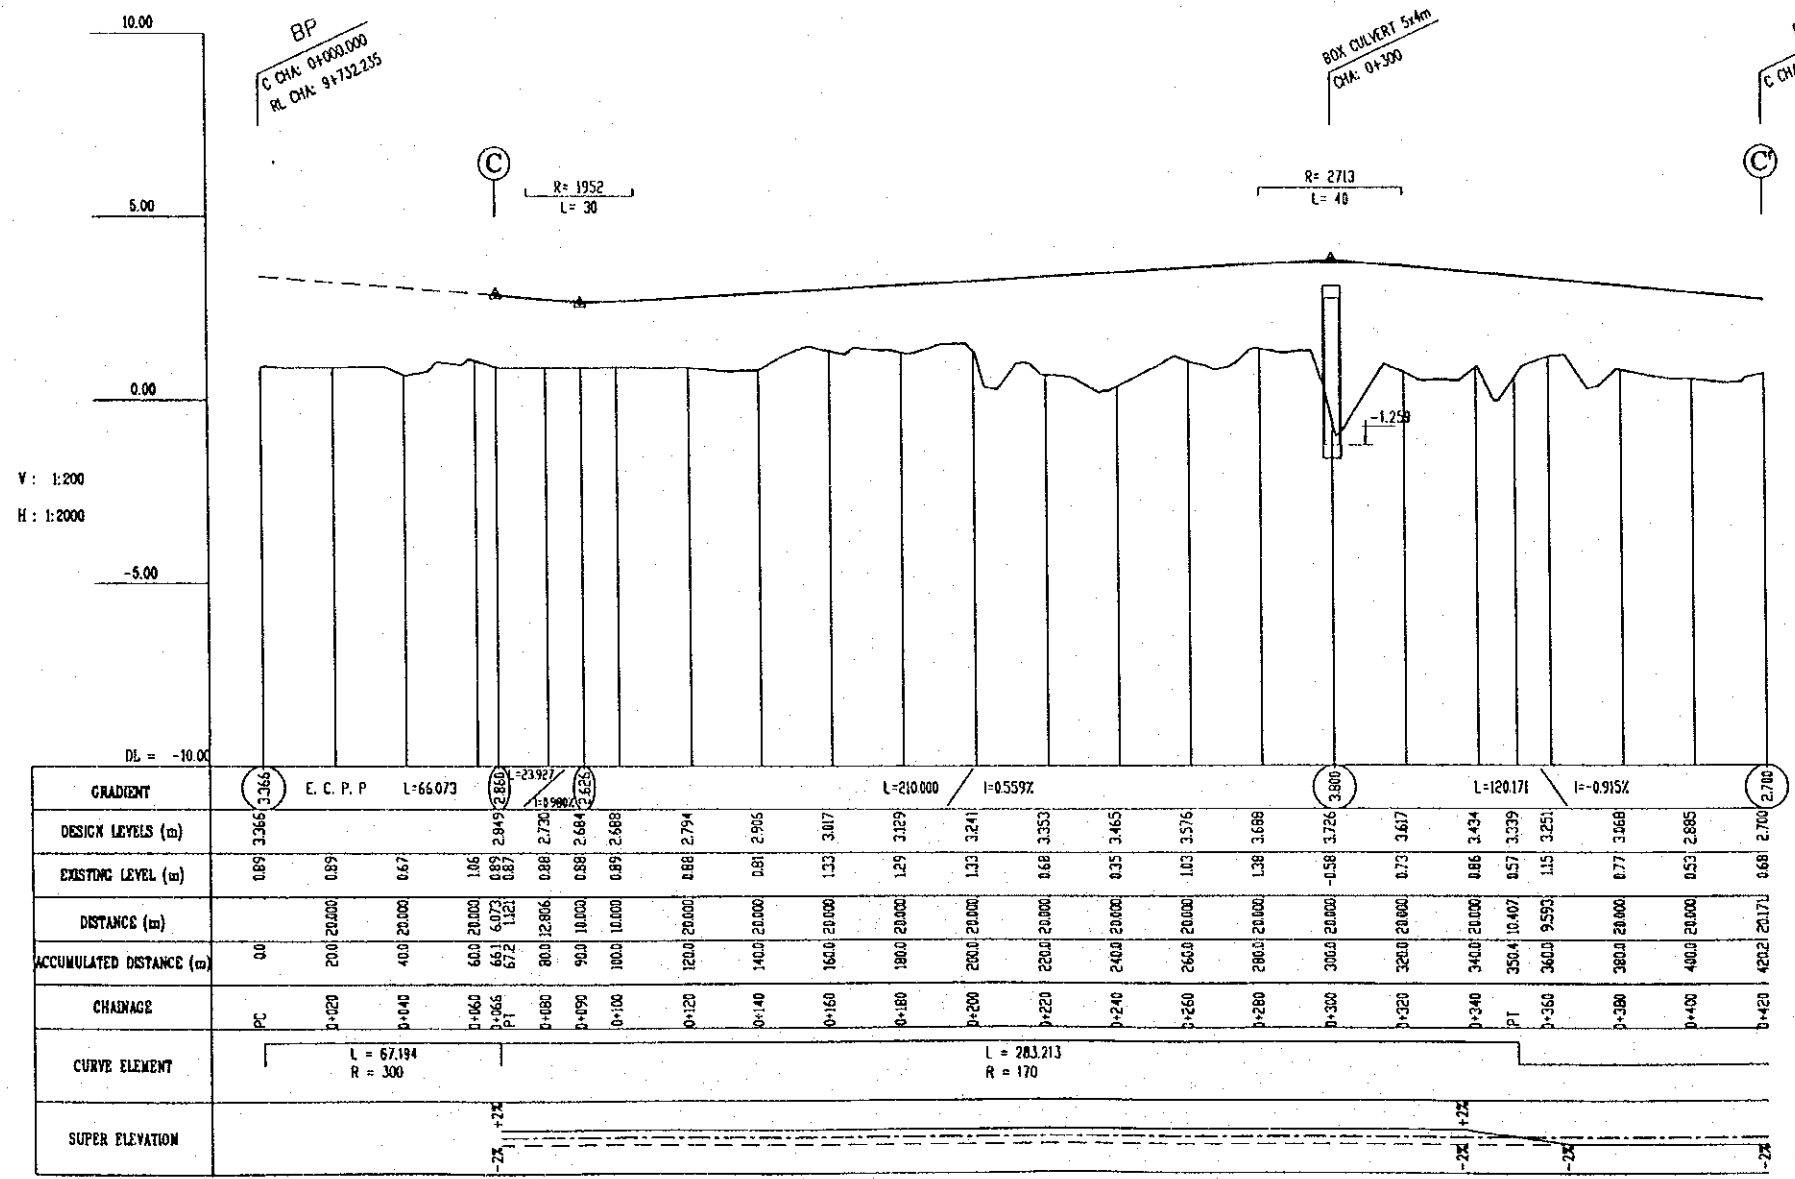 10.00
BP
C CHA: 0+000.000
RL CHA: 9+732.235
BOX CULVERT 5x4m
CHA: 0+300
C CHA
C
R= 1952
L= 30
R= 2713
L= 40
C'
5.00
0.00
-1.259
V : 1:200
H : 1:2000
-5.00
DL = -10.00
GRADIENT 3.366 E. C. P. P L=66.073 2.860 L=23.927 2.626 L=210.000 I=0.559% 3.800 L=120.171 I=-0.915% 2.700
DESIGN LEVELS (m) 3.366 2.849 2.730 2.684 2.688 2.794 2.906 3.017 3.129 3.241 3.353 3.465 3.576 3.688 3.726 3.617 3.434 3.339 3.251 3.068 2.885 2.700
EXISTING LEVEL (m) 0.89 0.89 0.67 1.06 0.89 0.87 0.88 0.88 0.89 0.88 0.81 1.33 1.29 1.33 0.68 0.35 1.03 1.38 -0.58 0.73 0.86 0.57 1.15 0.77 0.53 0.68
DISTANCE (m) 20.000 20.000 20.000 6.073 1.121 12.806 10.000 10.000 20.000 20.000 20.000 20.000 20.000 20.000 20.000 20.000 20.000 20.000 20.000 20.000 10.407 9.593 20.000 20.000 20.171
ACCUMULATED DISTANCE (m) 0.0 20.0 40.0 60.0 66.1 67.2 80.0 90.0 100.0 120.0 140.0 160.0 180.0 200.0 220.0 240.0 260.0 280.0 300.0 320.0 340.0 350.4 360.0 380.0 400.0 420.2
CHAINAGE PC 0+020 0+040 0+060 0+066 PT 0+080 0+090 0+100 0+120 0+140 0+160 0+180 0+200 0+220 0+240 0+260 0+280 0+300 0+320 0+340 PT 0+360 0+380 0+400 0+420
CURVE ELEMENT
L = 67.194
R = 300
L = 283.213
R = 170
SUPER ELEVATION
+2%
-2%
+2%
-2%
-2%
-2%